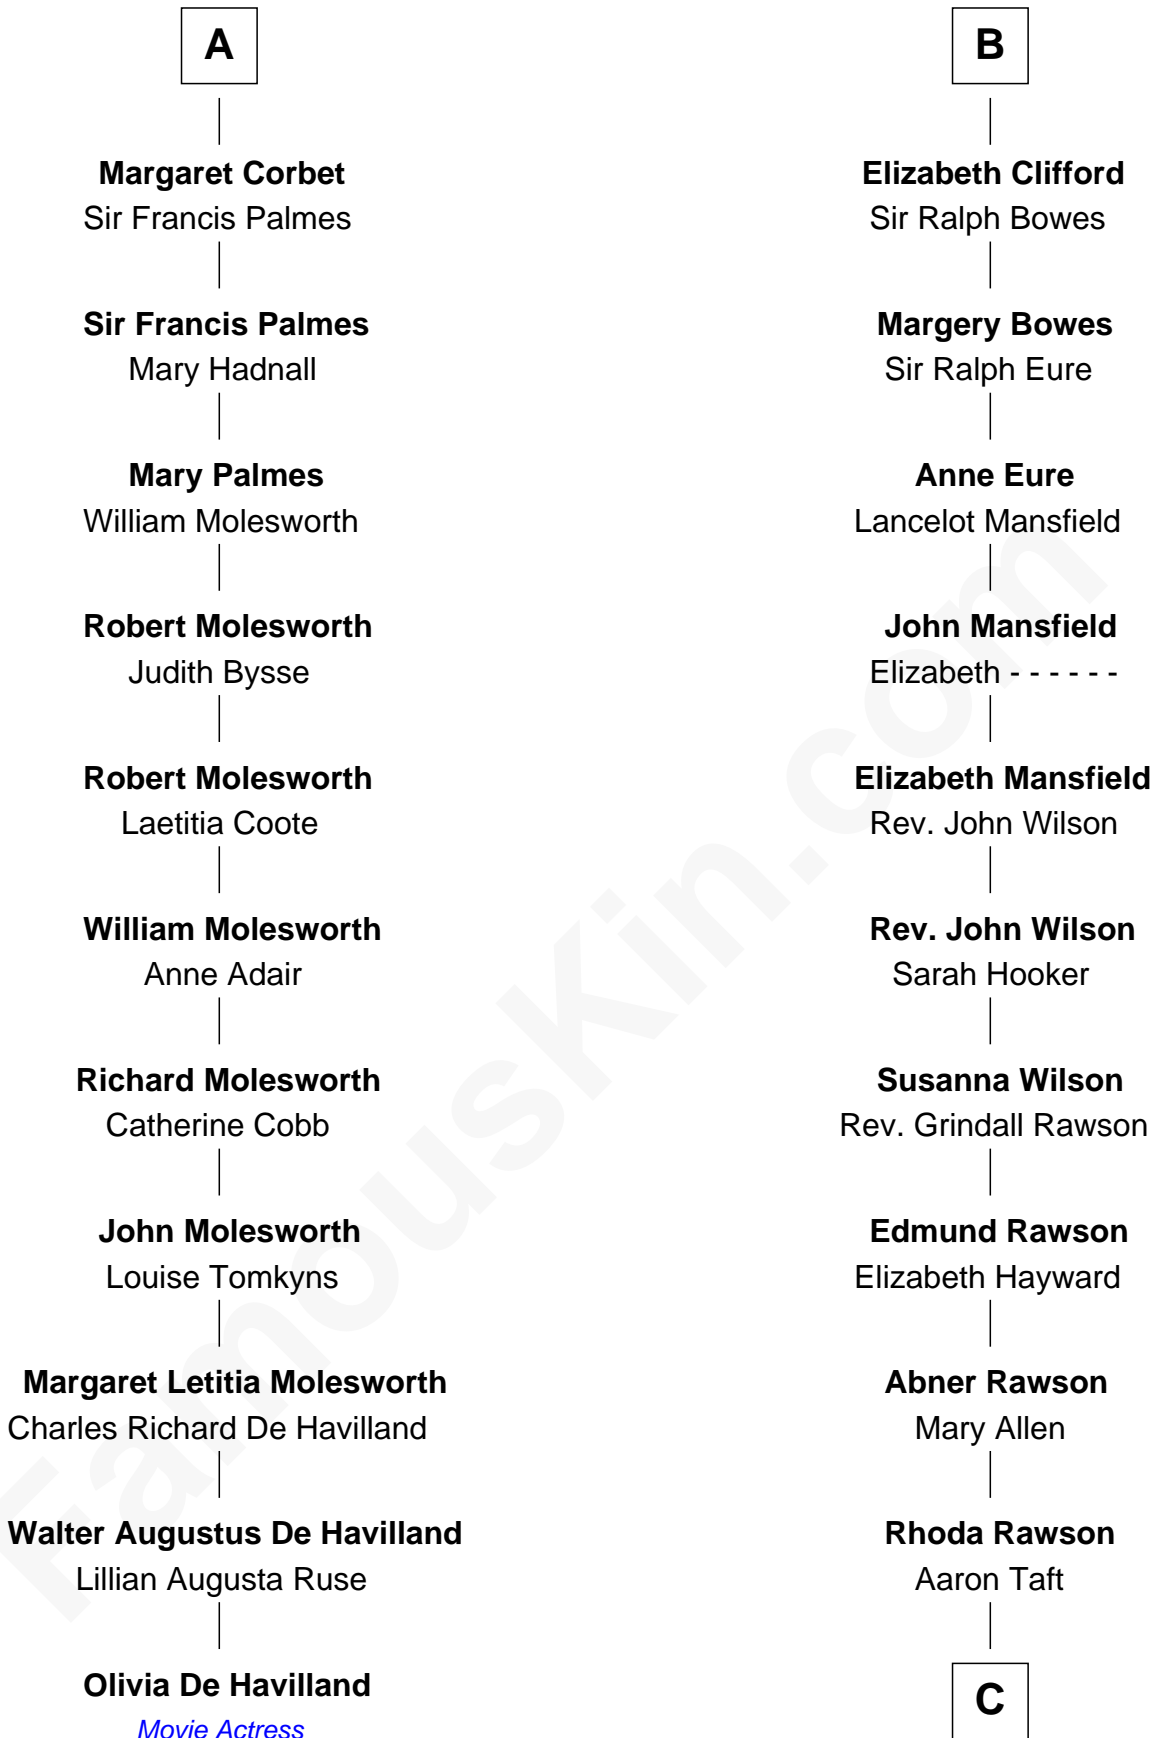 A
Margaret Corbet
Sir Francis Palmes
Sir Francis Palmes
Mary Hadnall
Mary Palmes
William Molesworth
Robert Molesworth
Judith Bysse
Robert Molesworth
Laetitia Coote
William Molesworth
Anne Adair
Richard Molesworth
Catherine Cobb
John Molesworth
Louise Tomkyns
Margaret Letitia Molesworth
Charles Richard De Havilland
Walter Augustus De Havilland
Lillian Augusta Ruse
Olivia De Havilland
Movie Actress
B
Elizabeth Clifford
Sir Ralph Bowes
Margery Bowes
Sir Ralph Eure
Anne Eure
Lancelot Mansfield
John Mansfield
Elizabeth - - - - - -
Elizabeth Mansfield
Rev. John Wilson
Rev. John Wilson
Sarah Hooker
Susanna Wilson
Rev. Grindall Rawson
Edmund Rawson
Elizabeth Hayward
Abner Rawson
Mary Allen
Rhoda Rawson
Aaron Taft
C
FamousKin.com